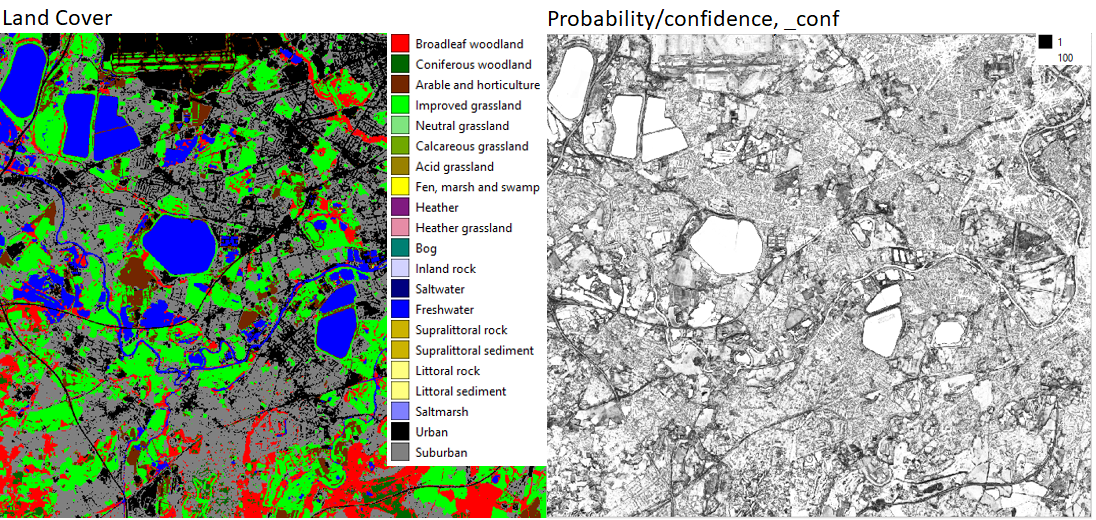 Land Cover
Probability/confidence, _conf
Broadleaf woodland
Coniferous woodland
Arable and horticulture
Improved grassland
Neutral grassland
Calcareous grassland
Acid grassland
Fen, marsh and swamp
Heather
Heather grassland
Bog
Inland rock
Saltwater
Freshwater
Supralittoral rock
Supralittoral sediment
Littoral rock
Littoral sediment
Saltmarsh
Urban
Suburban
1
100